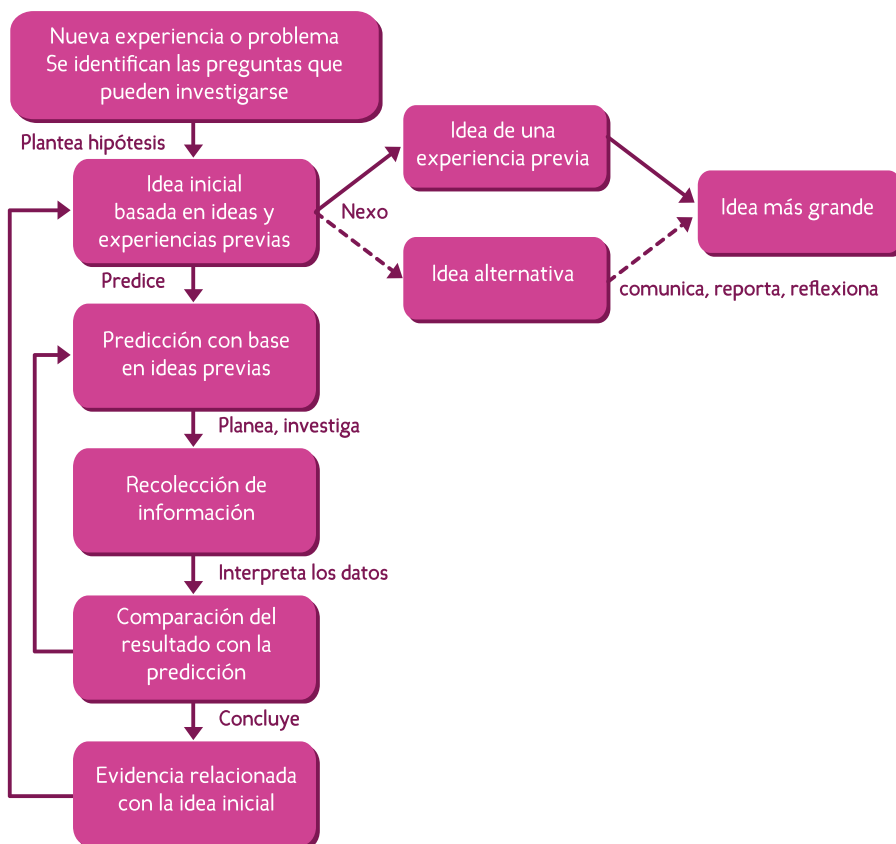 Nueva experiencia o problema
Se identifican las preguntas que
pueden investigarse
Plantea hipótesis
Idea inicial
basada en ideas y
experiencias previas
Nexo
Idea de una
experiencia previa
Idea alternativa
Idea más grande
comunica, reporta, reflexiona
Predice
Predicción con base
en ideas previas
Planea, investiga
Recolección de
información
Interpreta los datos
Comparación del
resultado con la
predicción
Concluye
Evidencia relacionada
con la idea inicial